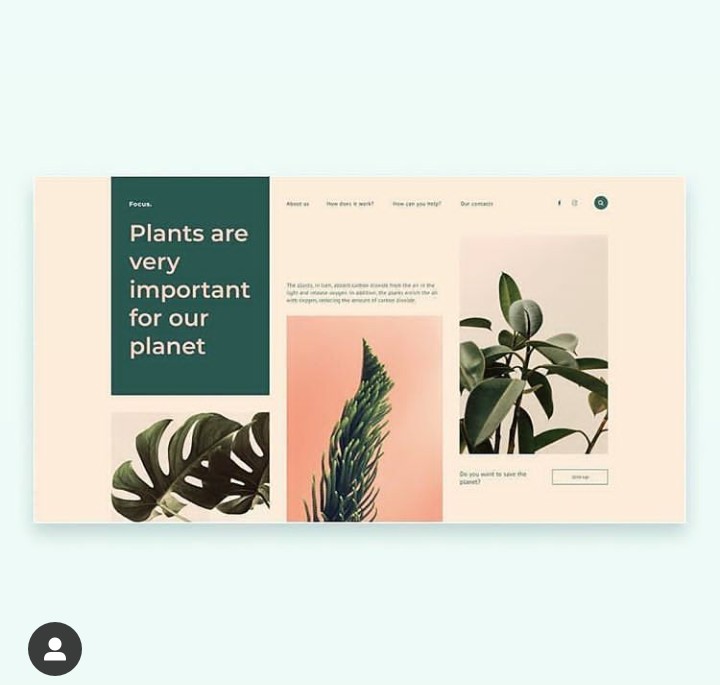 Focus.
Plants are
very
important
for our
planet
About us
How does it work?
How can you help?
Our contacts
The plants, in turn, absorb carbon dioxide from the air in the
light and release oxygen. In addition, the plants enrich the air
with oxygen, reducing the amount of carbon dioxide.
Do you want to save the
planet?